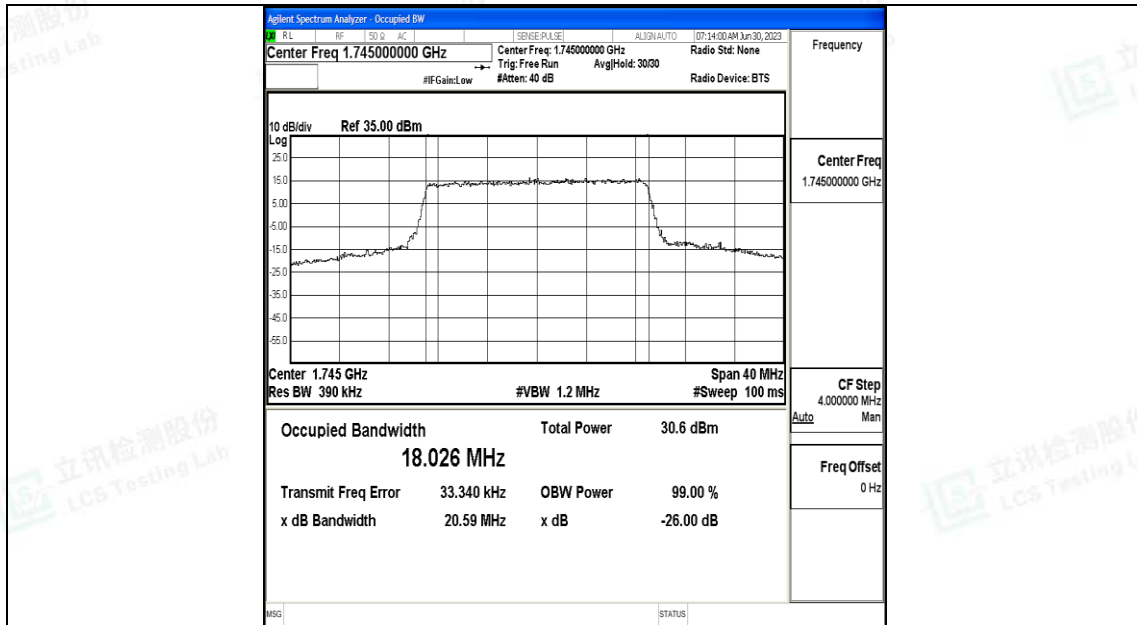 Agilent Spectrum Analyzer - Occupied BW
LXI RL RF 50 Ω AC SENSE:PULSE ALIGN AUTO 07:14:00 AM Jun 30, 2023
Center Freq 1.745000000 GHz
Center Freq: 1.745000000 GHz
Radio Std: None
Trig: Free Run Avg|Hold: 30/30
#IFGain:Low
#Atten: 40 dB
Radio Device: BTS
10 dB/div Ref 35.00 dBm
Log
25.0
15.0
5.00
-5.00
-15.0
-25.0
-35.0
-45.0
-55.0
Center 1.745 GHz
Span 40 MHz
Res BW 390 kHz
#VBW 1.2 MHz
#Sweep 100 ms
Occupied Bandwidth
Total Power 30.6 dBm
18.026 MHz
Transmit Freq Error 33.340 kHz
OBW Power 99.00 %
x dB Bandwidth 20.59 MHz
x dB -26.00 dB
MSG
STATUS
Frequency
Center Freq
1.745000000 GHz
CF Step
4.000000 MHz
Auto Man
Freq Offset
0 Hz
立讯检测股份
LCS Testing Lab
立讯检测股份
LCS Testing L